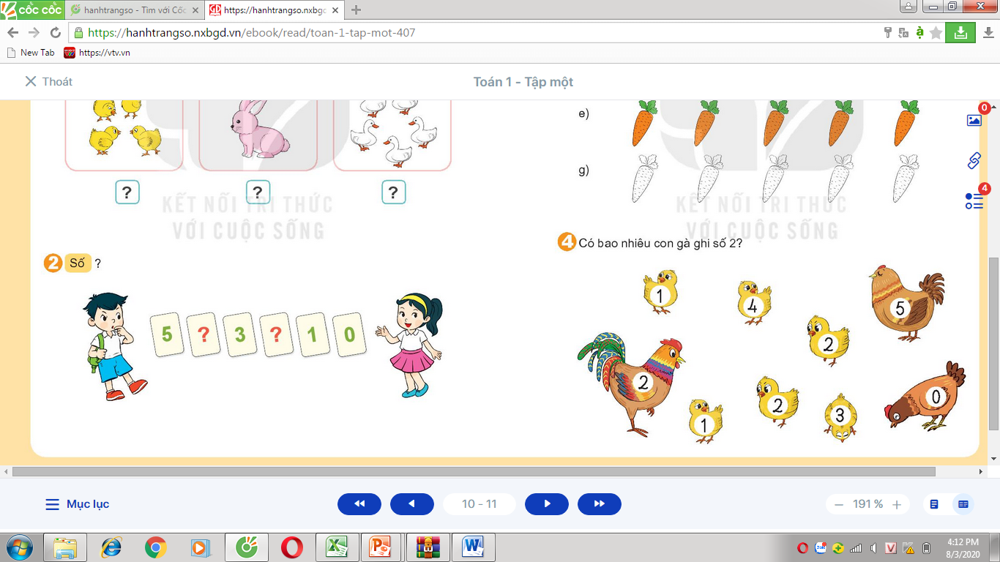 CỐC CỐC
hanhtrangso - Tìm với Cốc
https://hanhtrangso.nxbgd
https://hanhtrangso.nxbgd.vn/ebook/read/toan-1-tap-mot-407
New Tab
https://vtv.vn
Thoát
Toán 1 - Tập một
? ? ?
KẾT NỐI TRI THỨC
VỚI CUỘC SỐNG
2 Số ?
5 ? 3 ? 1 0
e)
g)
KẾT NỐI TRI THỨC
VỚI CUỘC SỐNG
4 Có bao nhiêu con gà ghi số 2?
1
4
5
2
2
2
0
3
1
0
4
Mục lục
10 - 11
191 %
4:12 PM
8/3/2020